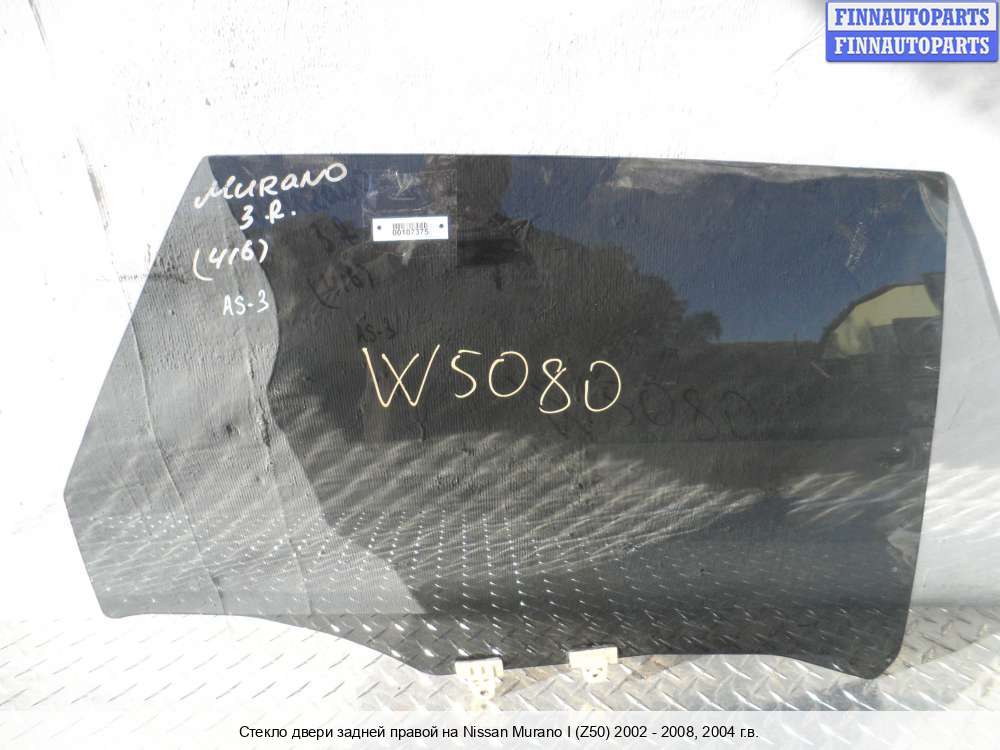 FINNAUTOPARTS
FINNAUTOPARTS
MURANO
3.R.
(416)
AS-3
00107375
W5080
Стекло двери задней правой на Nissan Murano I (Z50) 2002 - 2008, 2004 г.в.